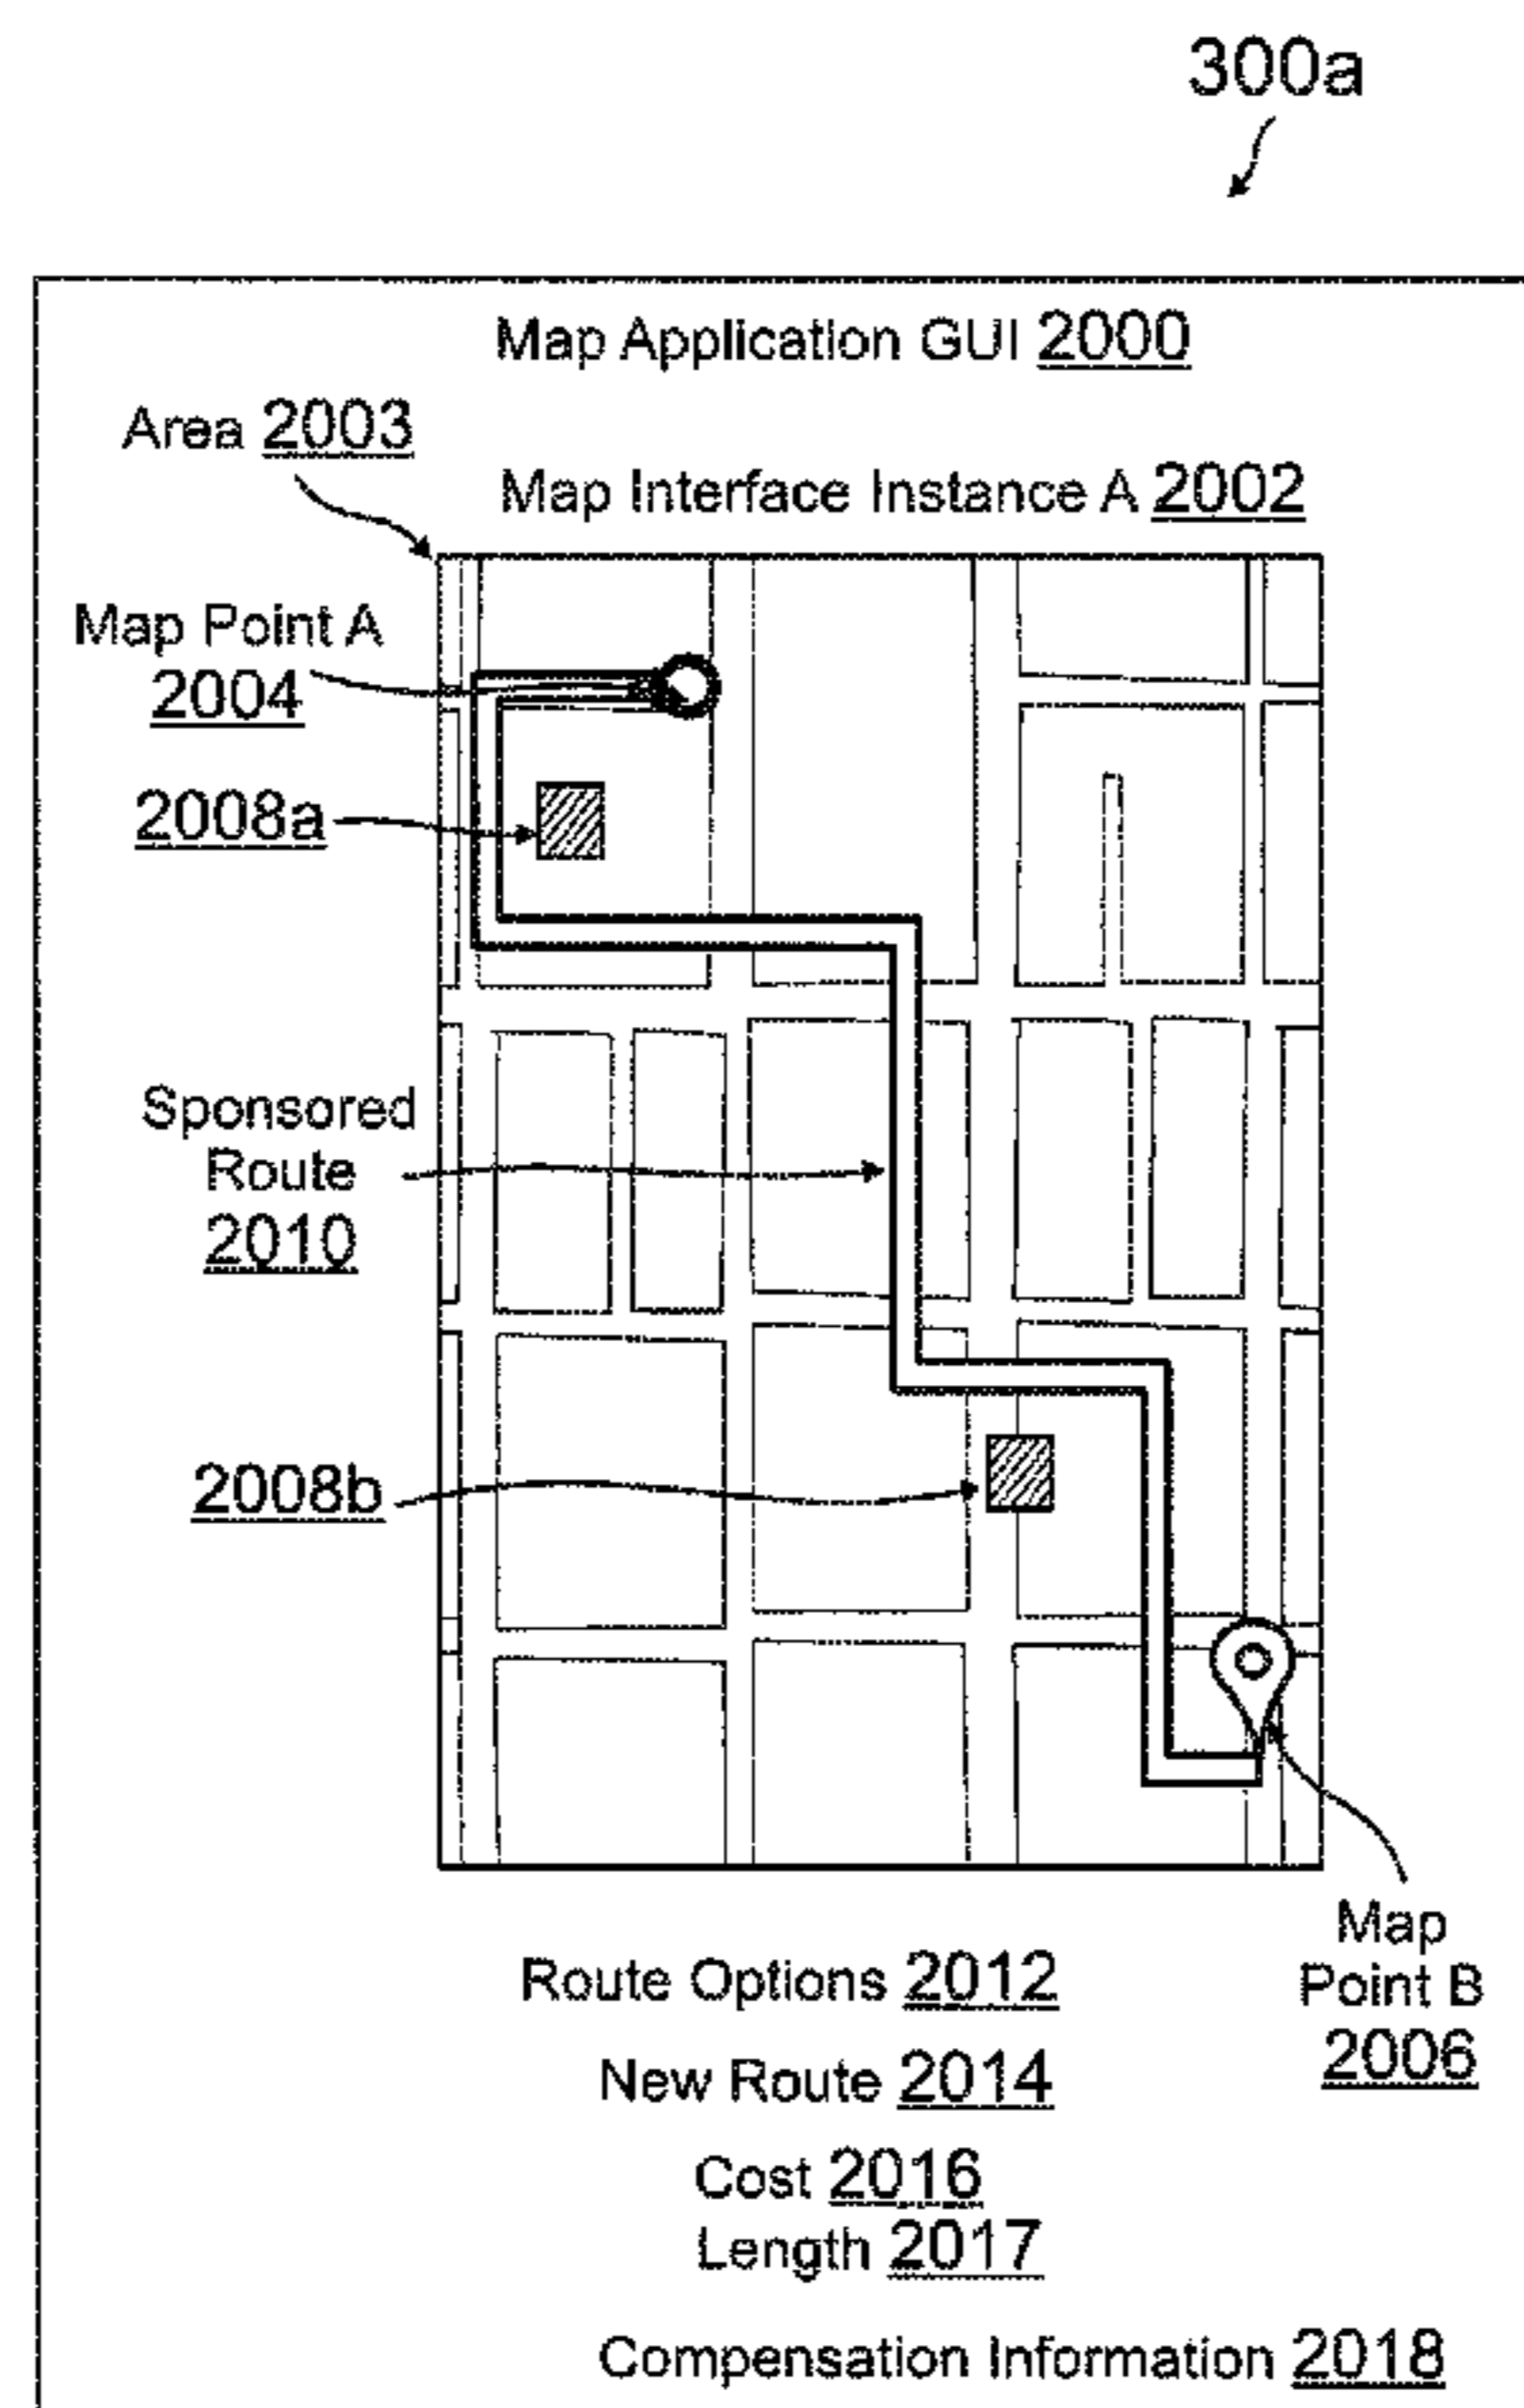 300a
Map Application GUI 2000
Area 2003
Map Interface Instance A 2002
Map Point A
2004
2008a
Sponsored
Route
2010
2008b
Map
Point B
2006
Route Options 2012
New Route 2014
Cost 2016
Length 2017
Compensation Information 2018